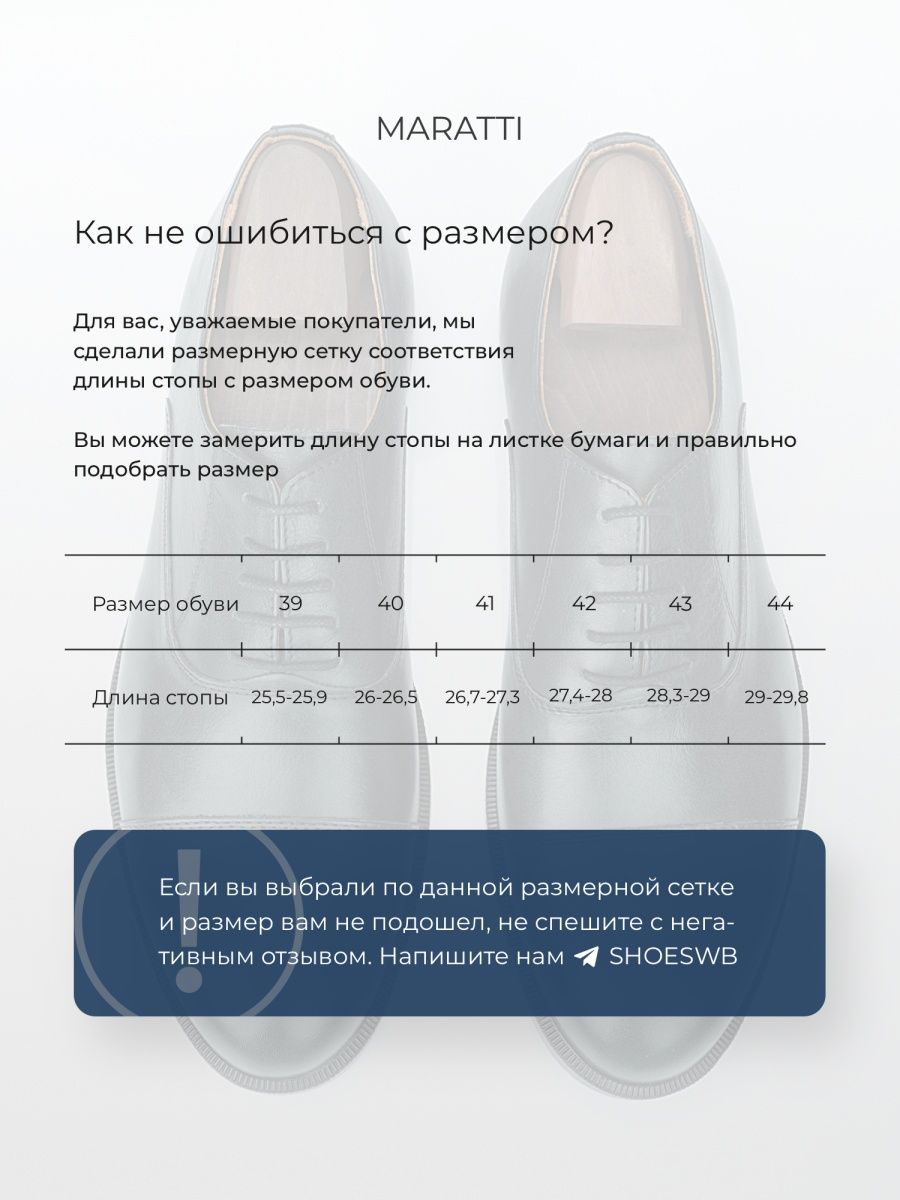 MARATTI
Как не ошибиться с размером?
Для вас, уважаемые покупатели, мы
сделали размерную сетку соответствия
длины стопы с размером обуви.
Вы можете замерить длину стопы на листке бумаги и правильно
подобрать размер
Размер обуви 39 40 41 42 43 44
Длина стопы 25,5-25,9 26-26,5 26,7-27,3 27,4-28 28,3-29 29-29,8
Если вы выбрали по данной размерной сетке
и размер вам не подошел, не спешите с нега-
тивным отзывом. Напишите нам SHOESWB